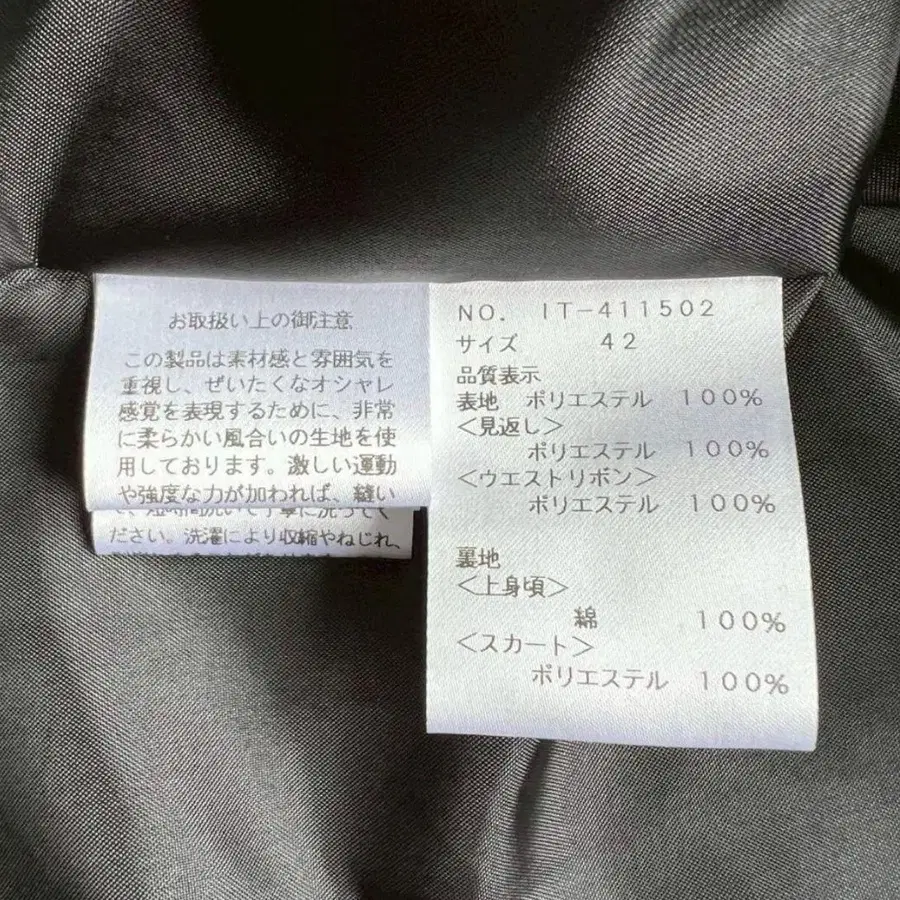 お取扱い上の御注意
この製品は素材感と雰囲気を
重視し、ぜいたくなオシャレ
感覚を表現するために、非常
に柔らかい風合いの生地を使
用しております。激しい運動
や強度な力が加われば、縫い
ださい。洗濯により収縮やねじれ、
NO. IT-411502
サイズ 42
品質表示
表地 ポリエステル 100%
<見返し>
ポリエステル 100%
<ウエストリボン>
ポリエステル 100%
裏地
<上身頃>
綿 100%
<スカート>
ポリエステル 100%